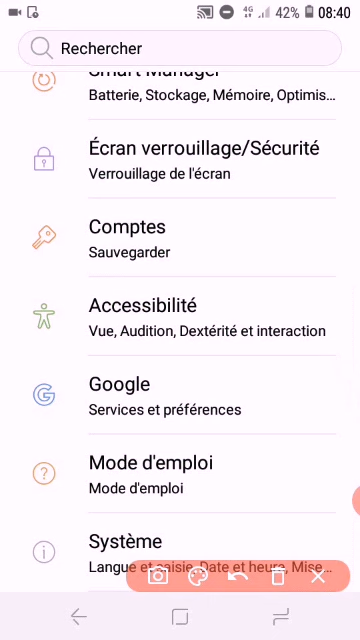 4G 42% 08:40
Rechercher
Smart Manager
Batterie, Stockage, Mémoire, Optimis...
Écran verrouillage/Sécurité
Verrouillage de l'écran
Comptes
Sauvegarder
Accessibilité
Vue, Audition, Dextérité et interaction
Google
Services et préférences
Mode d'emploi
Mode d'emploi
Système
Langue et saisie, Date et heure, Mise...